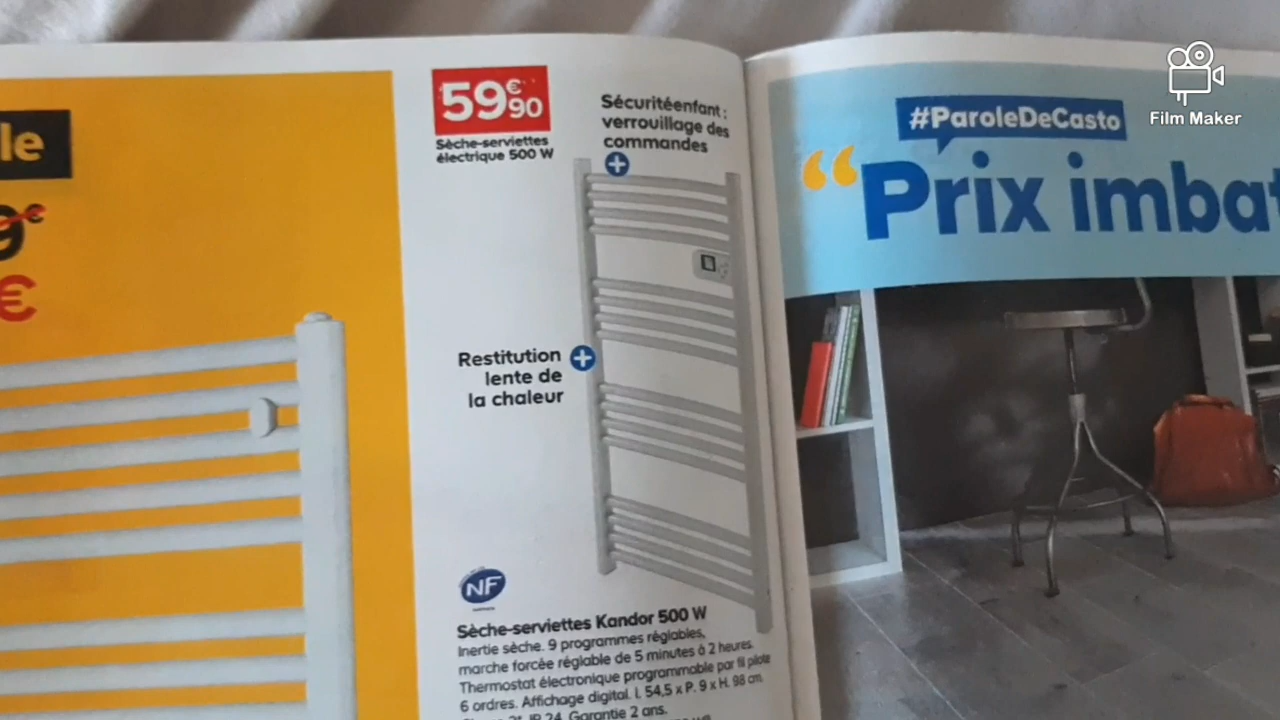 le
9€
€
59€90
Sèche-serviettes
électrique 500 W
Sécuritéenfant :
verrouillage des
commandes
Restitution
lente de
la chaleur
NF
Sèche-serviettes Kandor 500 W
Inertie sèche. 9 programmes réglables,
marche forcée réglable de 5 minutes à 2 heures.
Thermostat électronique programmable par fil pilote
6 ordres. Affichage digital. l. 54,5 x P. 9 x H. 98 cm.
IP 24. Garantie 2 ans.
#ParoleDeCasto
“Prix imbat
Film Maker